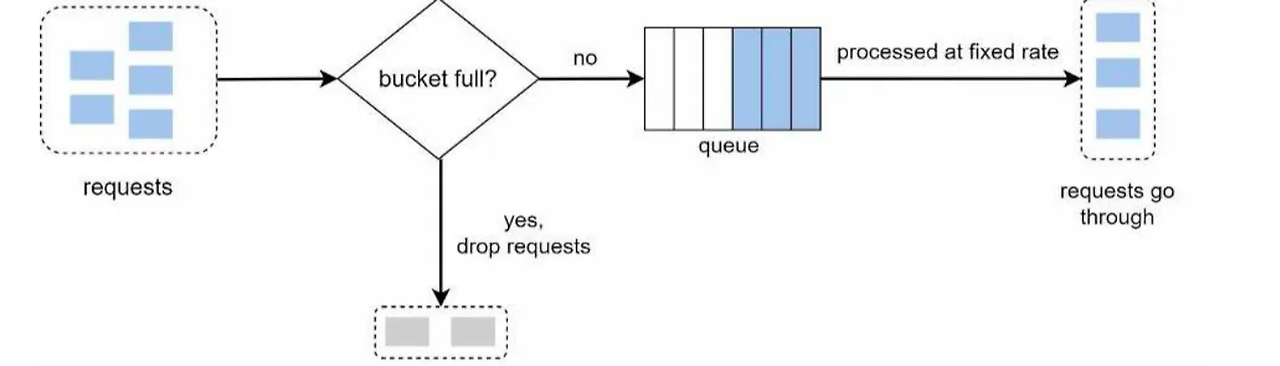 requests
bucket full?
no
yes,
drop requests
queue
processed at fixed rate
requests go
through